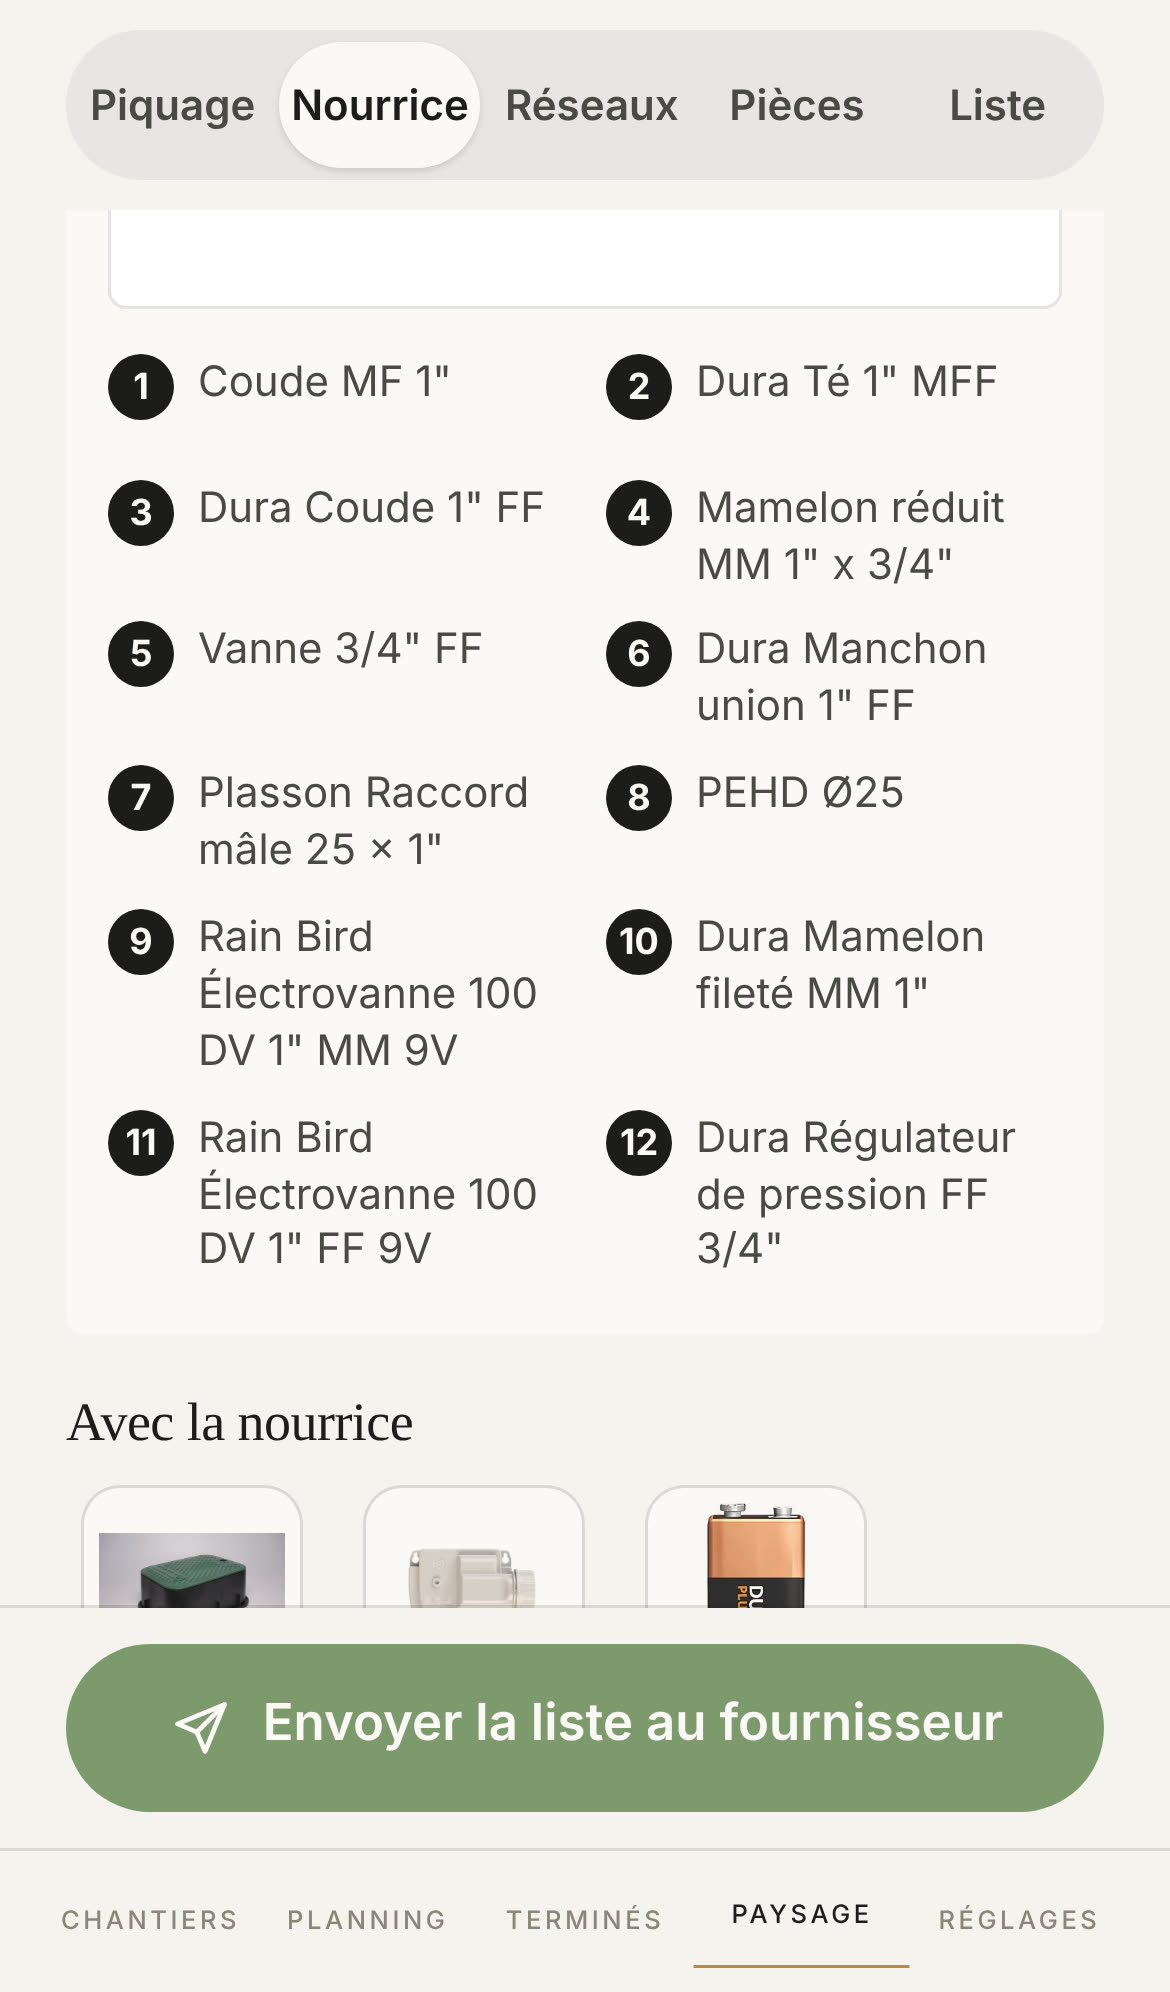 Piquage Nourrice Réseaux Pièces Liste
1 Coude MF 1"
2 Dura Té 1" MFF
3 Dura Coude 1" FF
4 Mamelon réduit
MM 1" x 3/4"
5 Vanne 3/4" FF
6 Dura Manchon
union 1" FF
7 Plasson Raccord
mâle 25 × 1"
8 PEHD Ø25
9 Rain Bird
Électrovanne 100
DV 1" MM 9V
10 Dura Mamelon
fileté MM 1"
11 Rain Bird
Électrovanne 100
DV 1" FF 9V
12 Dura Régulateur
de pression FF
3/4"
Avec la nourrice
Envoyer la liste au fournisseur
CHANTIERS PLANNING TERMINÉS PAYSAGE RÉGLAGES